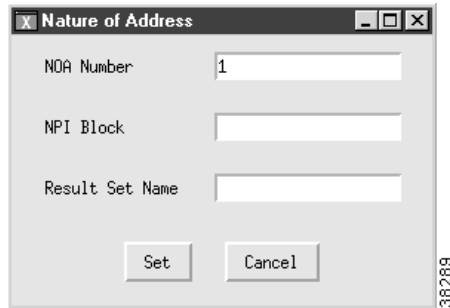 X Nature of Address
NOA Number 1
NPI Block
Result Set Name
Set Cancel
38289